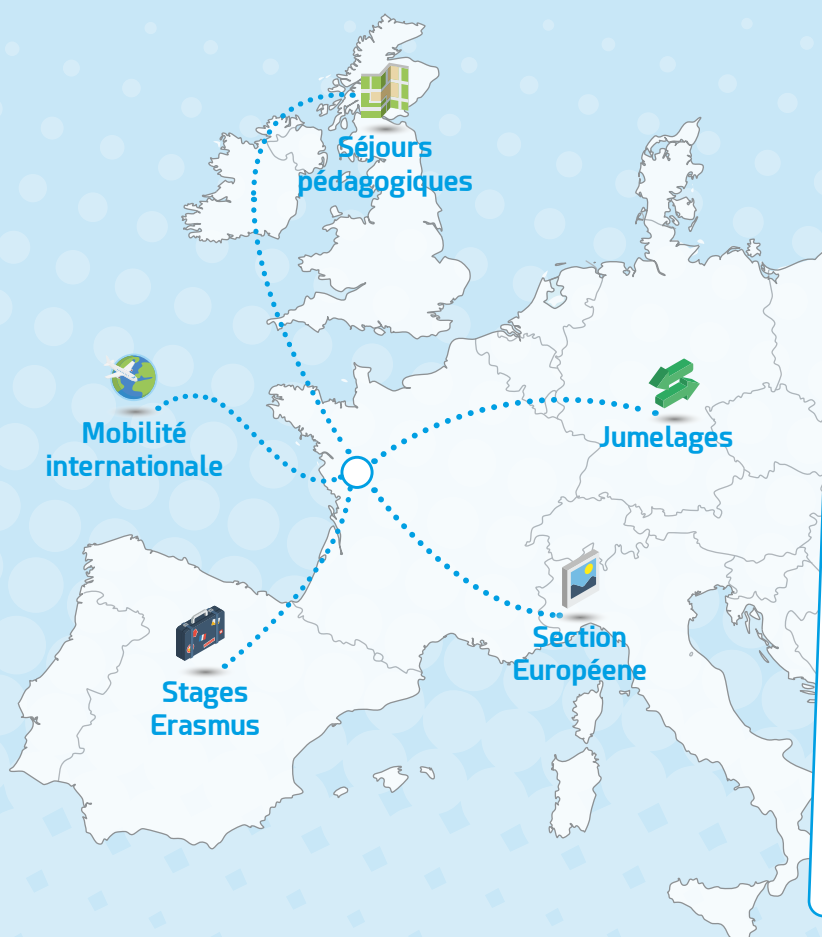 Séjours
pédagogiques
Mobilité
internationale
Jumelages
Section
Européene
Stages
Erasmus